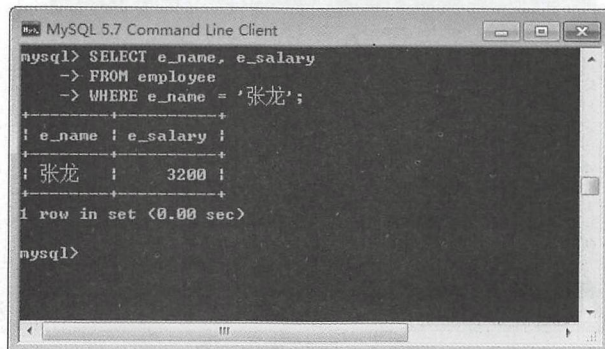 MySQL 5.7 Command Line Client
mysql> SELECT e_name, e_salary
    -> FROM employee
    -> WHERE e_name = '张龙';
+--------+----------+
| e_name | e_salary |
+--------+----------+
| 张龙   |     3200 |
+--------+----------+
1 row in set (0.00 sec)
mysql>